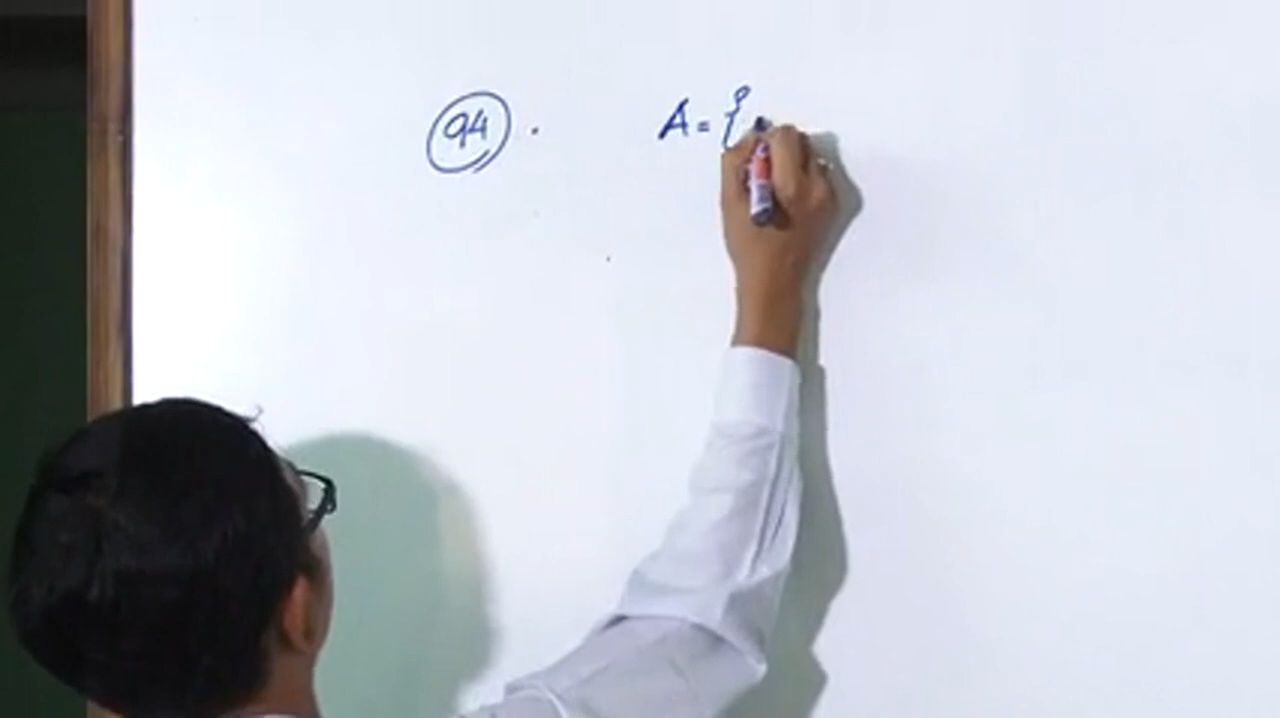 94. A = {